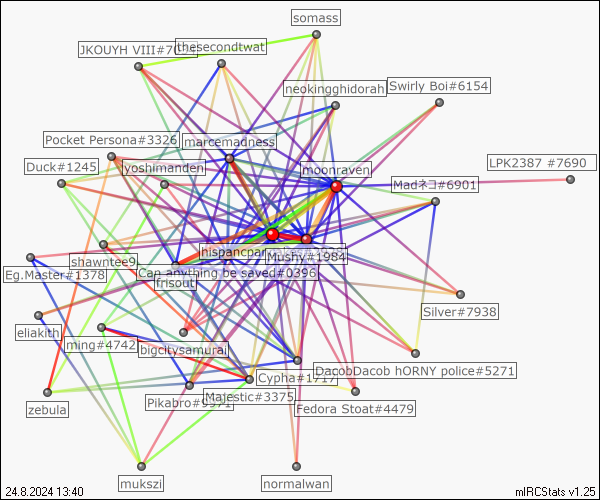 somass
JKOUYH VIII#7
thesecondtwat
neokingghidorah
Swirly Boi#6154
Pocket Persona#3326
marcemadness
LPK2387 #7690
Duck#1245
yoshimanden
moonraven
Madネコ#6901
hispancpan
Mushy#1984
shawntee9
Eg.Master#1378
Can anything be saved#0396
frisout
Silver#7938
eliakith
ming#4742
bigcitysamurai
DacobDacob hORNY police#5271
Cypha#1717
zebula
Pikabro#9971
Majestic#3375
Fedora Stoat#4479
mukszi
normalwan
24.8.2024 13:40
mIRCStats v1.25